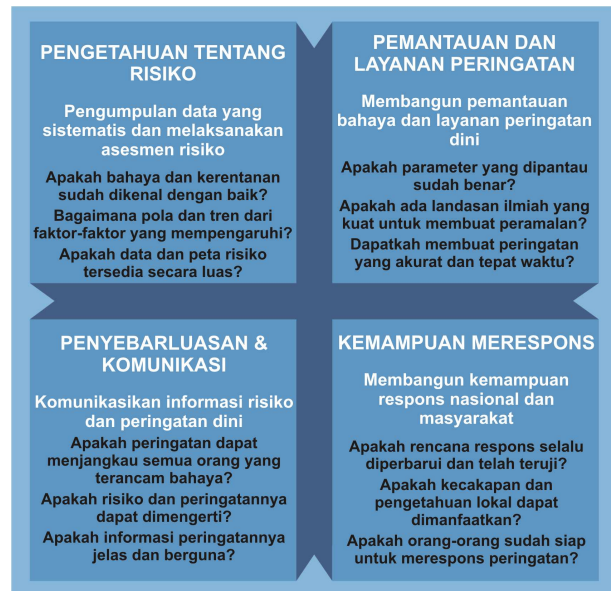 PENGETAHUAN TENTANG
RISIKO
Pengumpulan data yang
sistematis dan melaksanakan
asesmen risiko
Apakah bahaya dan kerentanan
sudah dikenal dengan baik?
Bagaimana pola dan tren dari
faktor-faktor yang mempengaruhi?
Apakah data dan peta risiko
tersedia secara luas?
PEMANTAUAN DAN
LAYANAN PERINGATAN
Membangun pemantauan
bahaya dan layanan peringatan
dini
Apakah parameter yang dipantau
sudah benar?
Apakah ada landasan ilmiah yang
kuat untuk membuat peramalan?
Dapatkah membuat peringatan
yang akurat dan tepat waktu?
PENYEBARLUASAN &
KOMUNIKASI
Komunikasikan informasi risiko
dan peringatan dini
Apakah peringatan dapat
menjangkau semua orang yang
terancam bahaya?
Apakah risiko dan peringatannya
dapat dimengerti?
Apakah informasi peringatannya
jelas dan berguna?
KEMAMPUAN MERESPONS
Membangun kemampuan
respons nasional dan
masyarakat
Apakah rencana respons selalu
diperbarui dan telah teruji?
Apakah kecakapan dan
pengetahuan lokal dapat
dimanfaatkan?
Apakah orang-orang sudah siap
untuk merespons peringatan?